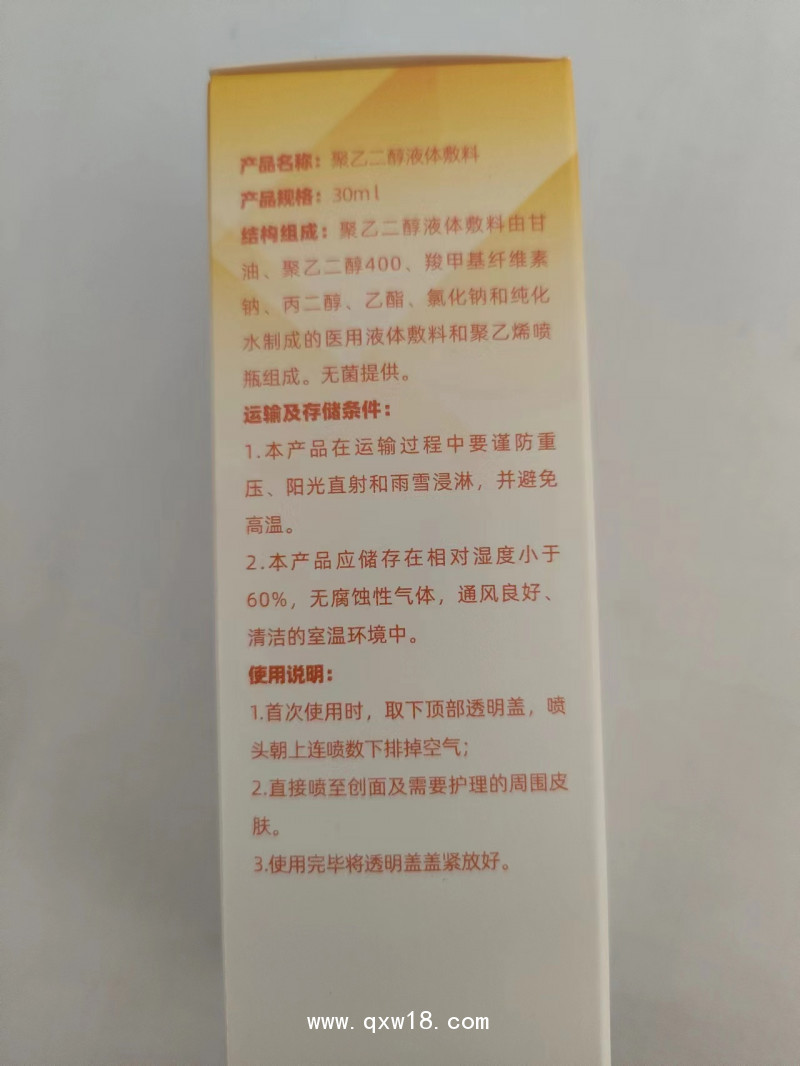 产品名称：聚乙二醇液体敷料
产品规格：30ml
结构组成：聚乙二醇液体敷料由甘
油、聚乙二醇400、羧甲基纤维素
钠、丙二醇、乙酯、氯化钠和纯化
水制成的医用液体敷料和聚乙烯喷
瓶组成。无菌提供。
运输及存储条件：
1.本产品在运输过程中要谨防重
压、阳光直射和雨雪浸淋，并避免
高温。
2.本产品应储存在相对湿度小于
60%，无腐蚀性气体，通风良好、
清洁的室温环境中。
使用说明：
1.首次使用时，取下顶部透明盖，喷
头朝上连喷数下排掉空气；
2.直接喷至创面及需要护理的周围皮
肤。
3.使用完毕将透明盖盖紧放好。
www.qxw18.com